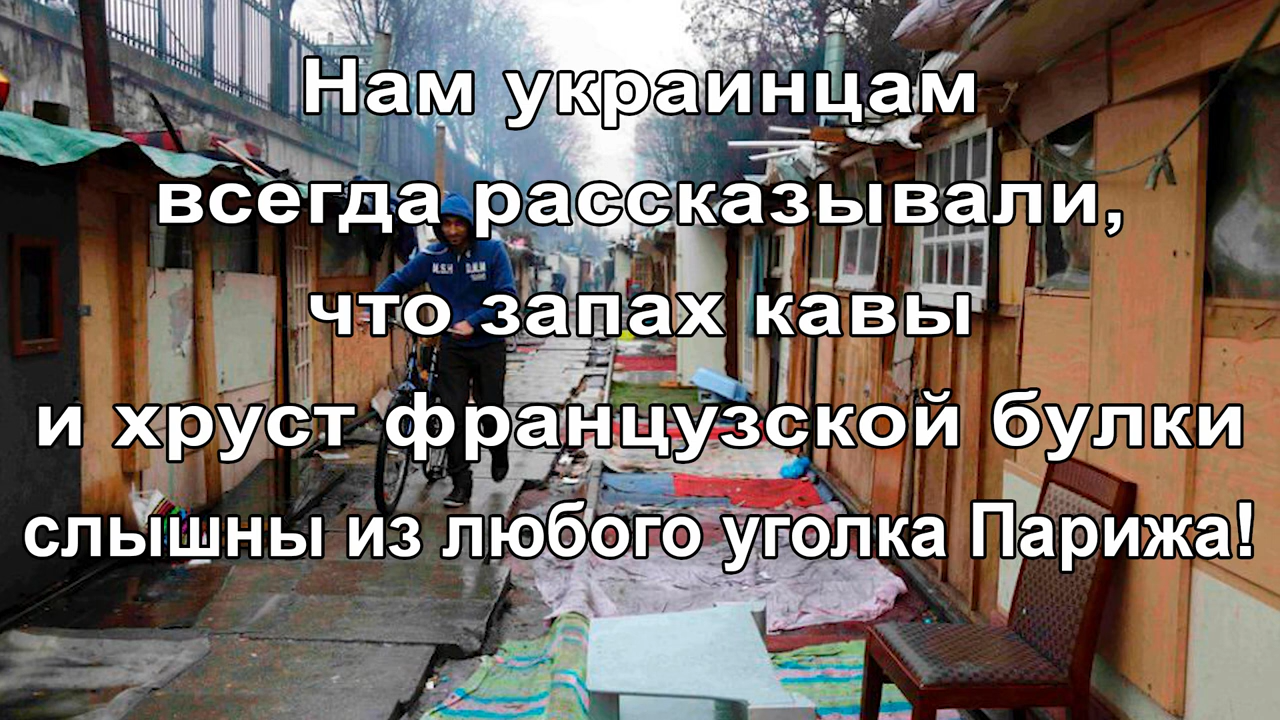 Нам украинцам
всегда рассказывали,
что запах кавы
и хруст французской булки
слышны из любого уголка Парижа!
M.S.H D.M.M